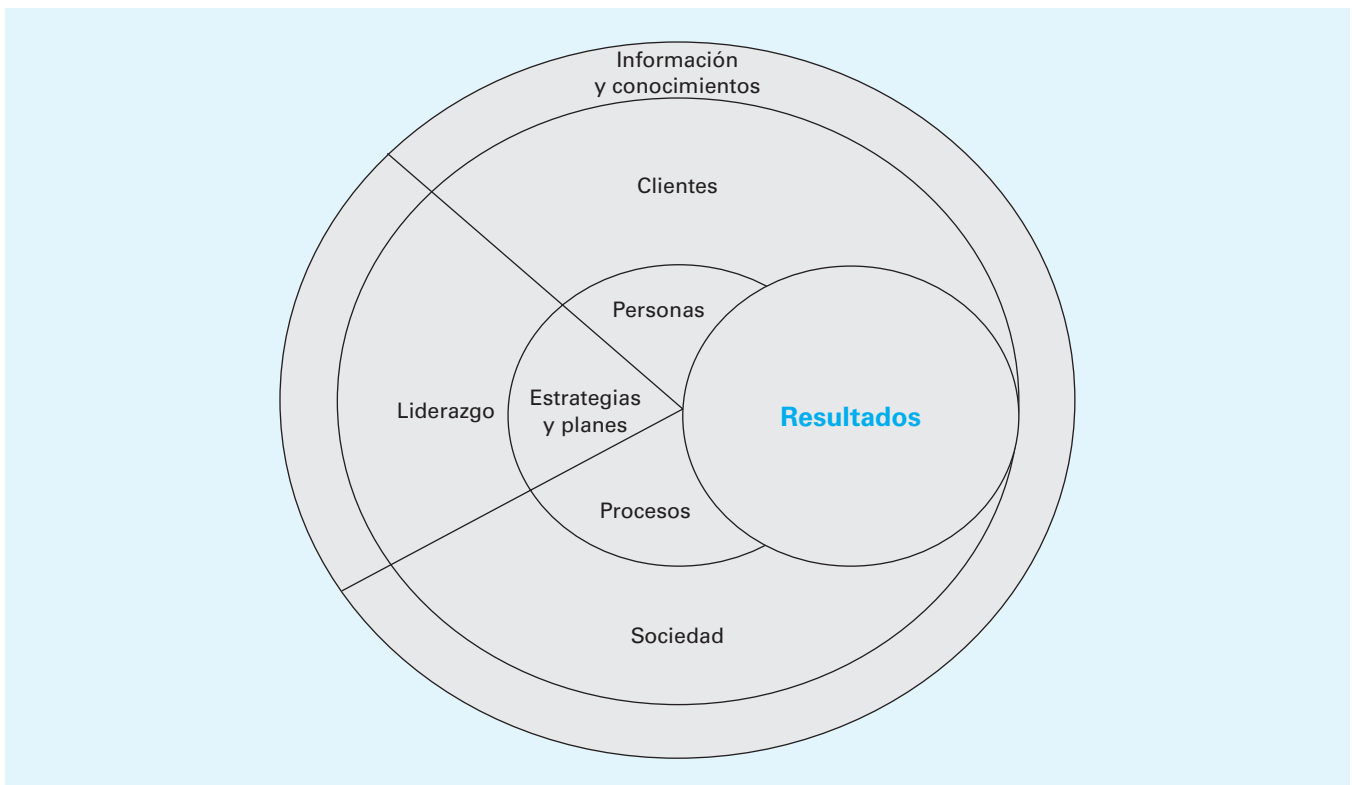 Información
y conocimientos
Clientes
Personas
Liderazgo
Estrategias
y planes
Resultados
Procesos
Sociedad